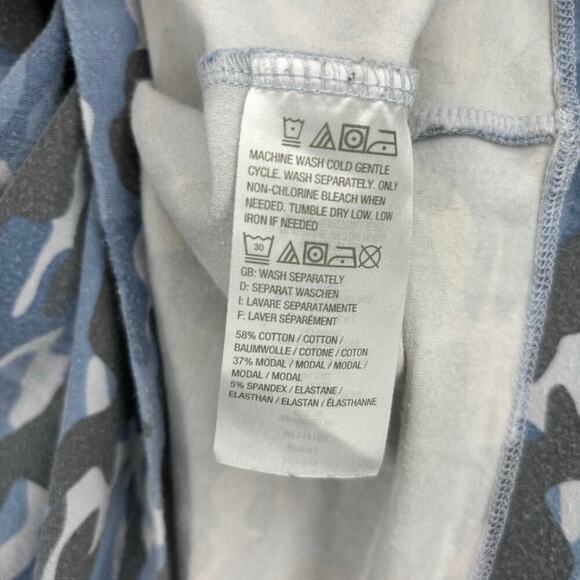 MACHINE WASH COLD GENTLE
CYCLE. WASH SEPARATELY. ONLY
NON-CHLORINE BLEACH WHEN
NEEDED. TUMBLE DRY LOW. LOW
IRON IF NEEDED
30
GB: WASH SEPARATELY
D: SEPARAT WASCHEN
I: LAVARE SEPARATAMENTE
F: LAVER SÉPARÉMENT
58% COTTON / COTTON /
BAUMWOLLE / COTONE / COTON
37% MODAL / MODAL / MODAL /
MODAL / MODAL
5% SPANDEX / ELASTANE /
ELASTHAN / ELASTAN / ÉLASTHANNE